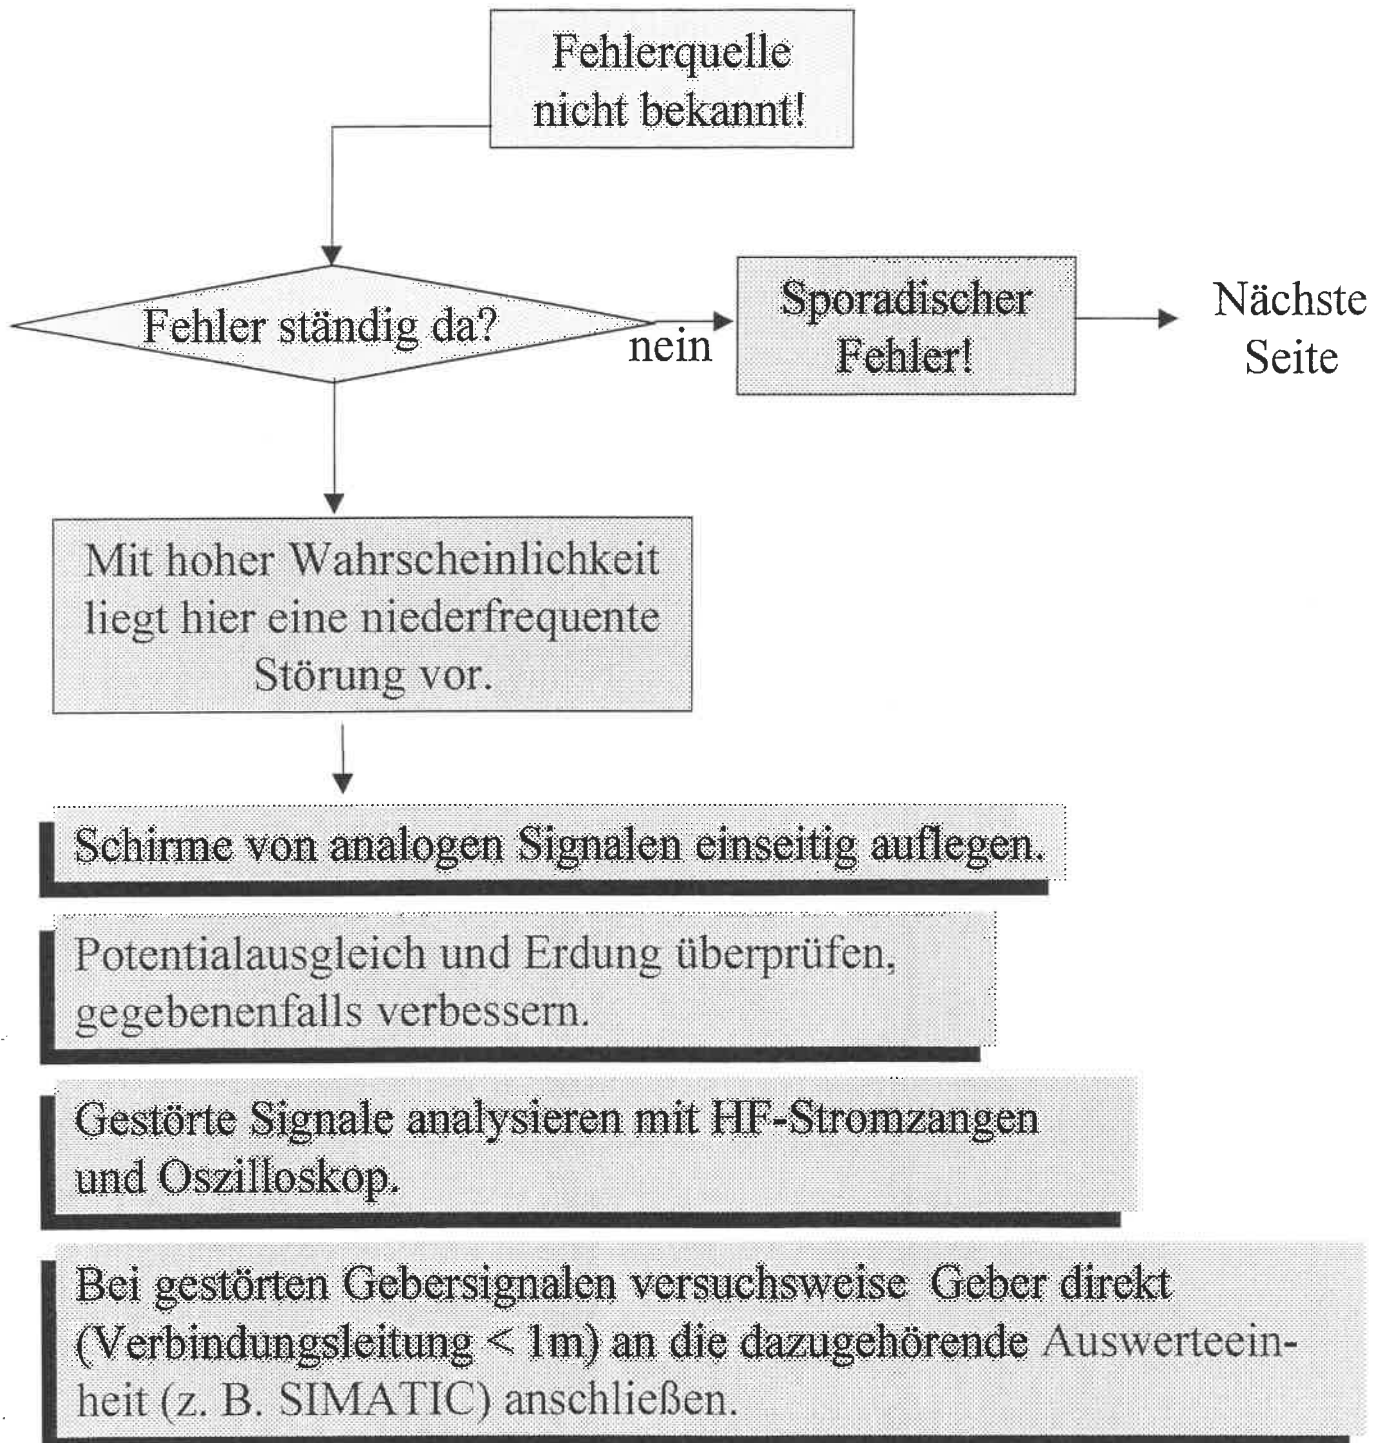 Fehlerquelle
nicht bekannt!
Fehler ständig da?
nein
Sporadischer
Fehler!
Nächste
Seite
Mit hoher Wahrscheinlichkeit
liegt hier eine niederfrequente
Störung vor.
Schirme von analogen Signalen einseitig auflegen.
Potentialausgleich und Erdung überprüfen,
gegebenenfalls verbessern.
Gestörte Signale analysieren mit HF-Stromzangen
und Oszilloskop.
Bei gestörten Gebersignalen versuchsweise Geber direkt
(Verbindungsleitung < 1m) an die dazugehörende Auswerteein-
heit (z. B. SIMATIC) anschließen.